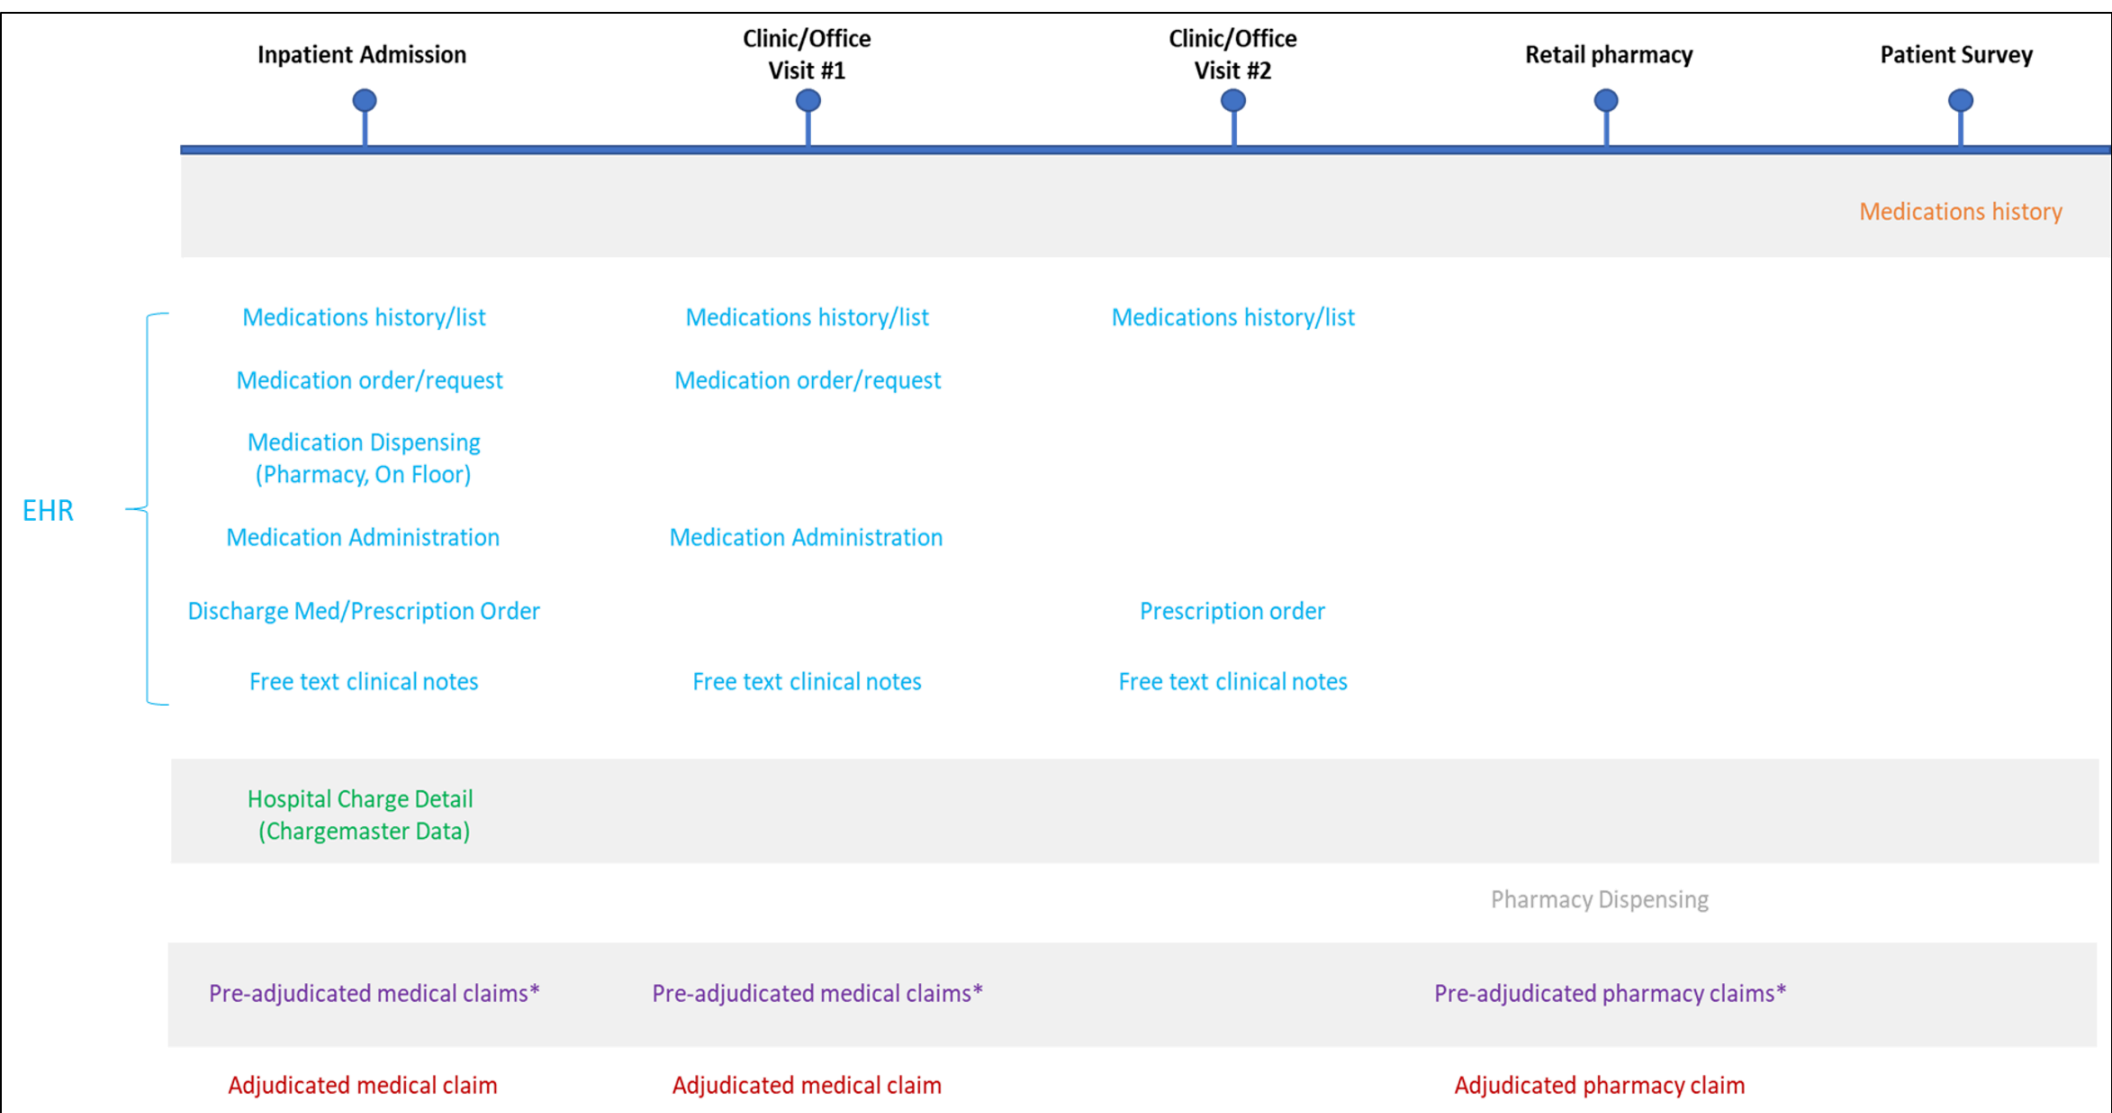 Inpatient Admission
Clinic/Office
Visit #1
Clinic/Office
Visit #2
Retail pharmacy
Patient Survey
Medications history
EHR
Medications history/list
Medications history/list
Medications history/list
Medication order/request
Medication order/request
Medication Dispensing
(Pharmacy, On Floor)
Medication Administration
Medication Administration
Discharge Med/Prescription Order
Prescription order
Free text clinical notes
Free text clinical notes
Free text clinical notes
Hospital Charge Detail
(Chargemaster Data)
Pharmacy Dispensing
Pre-adjudicated medical claims*
Pre-adjudicated medical claims*
Pre-adjudicated pharmacy claims*
Adjudicated medical claim
Adjudicated medical claim
Adjudicated pharmacy claim